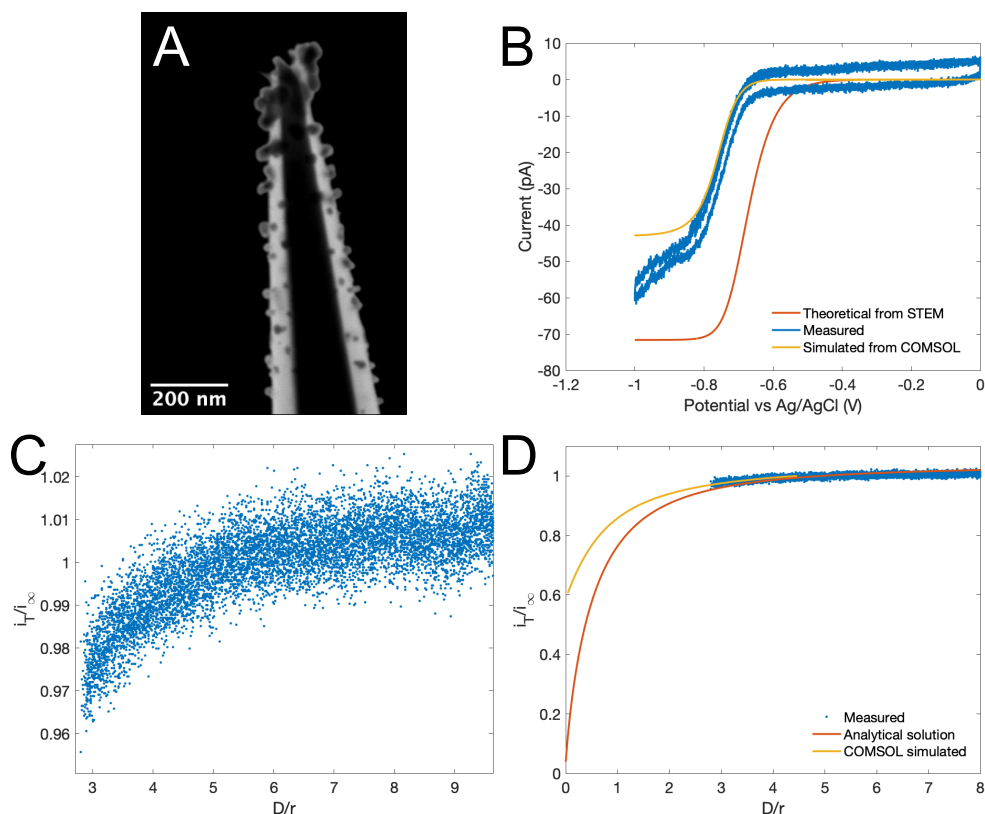 A
200 nm
B
10
0
-10
-20
-30
-40
-50
-60
-70
-80
Current (pA)
Theoretical from STEM
Measured
Simulated from COMSOL
-1.2
-1
-0.8
-0.6
-0.4
-0.2
0
Potential vs Ag/AgCl (V)
C
1.02
1.01
1
0.99
0.98
0.97
0.96
i_T/i_∞
3
4
5
6
7
8
9
D/r
D
1
0.8
0.6
0.4
0.2
0
i_T/i_∞
Measured
Analytical solution
COMSOL simulated
0
1
2
3
4
5
6
7
8
D/r